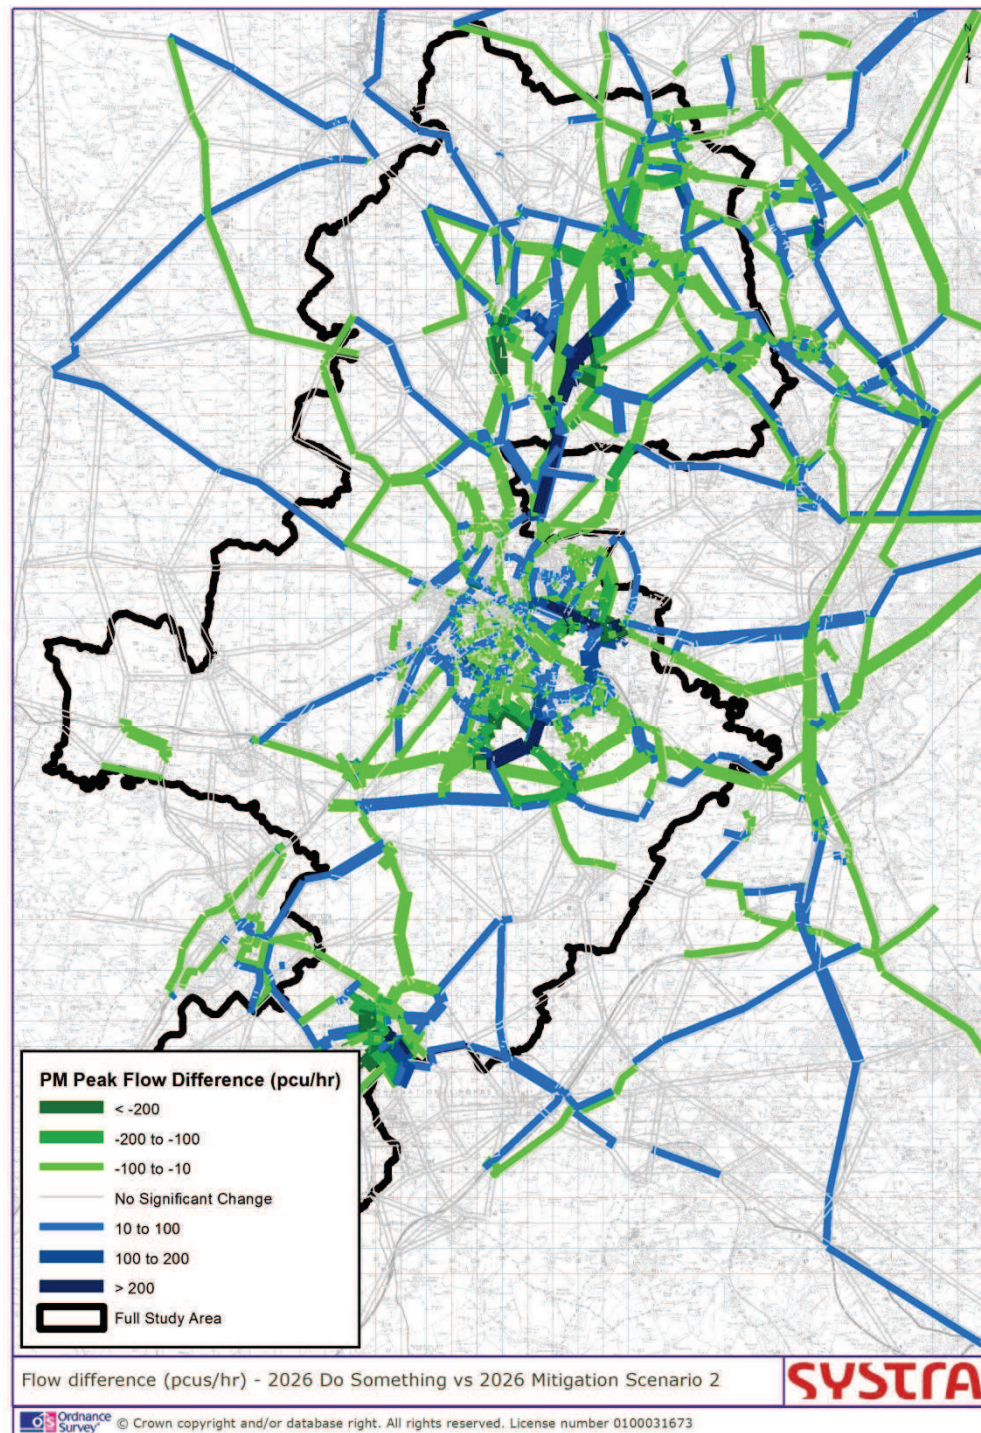 N
PM Peak Flow Difference (pcu/hr)
< -200
-200 to -100
-100 to -10
No Significant Change
10 to 100
100 to 200
> 200
Full Study Area
Flow difference (pcus/hr) - 2026 Do Something vs 2026 Mitigation Scenario 2
SYSTRA
OS Ordnance Survey® © Crown copyright and/or database right. All rights reserved. License number 0100031673